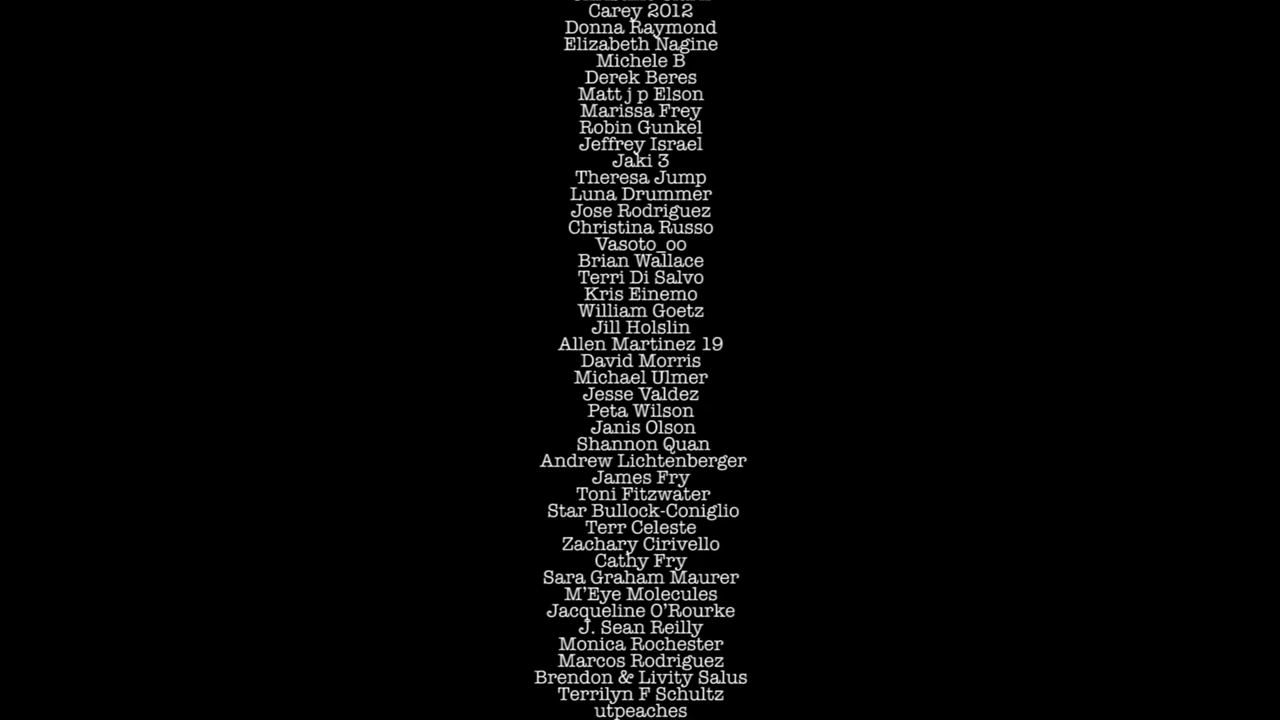 Carey 2012
Donna Raymond
Elizabeth Nagine
Michele B
Derek Beres
Matt j p Elson
Marissa Frey
Robin Gunkel
Jeffrey Israel
Jaki 3
Theresa Jump
Luna Drummer
Jose Rodriguez
Christina Russo
Vasoto_oo
Brian Wallace
Terri Di Salvo
Kris Einemo
William Goetz
Jill Holslin
Allen Martinez 19
David Morris
Michael Ulmer
Jesse Valdez
Peta Wilson
Janis Olson
Shannon Quan
Andrew Lichtenberger
James Fry
Toni Fitzwater
Star Bullock-Coniglio
Terr Celeste
Zachary Cirivello
Cathy Fry
Sara Graham Maurer
M'Eye Molecules
Jacqueline O'Rourke
J. Sean Reilly
Monica Rochester
Marcos Rodriguez
Brendon & Livity Salus
Terrilyn F Schultz
utpeaches